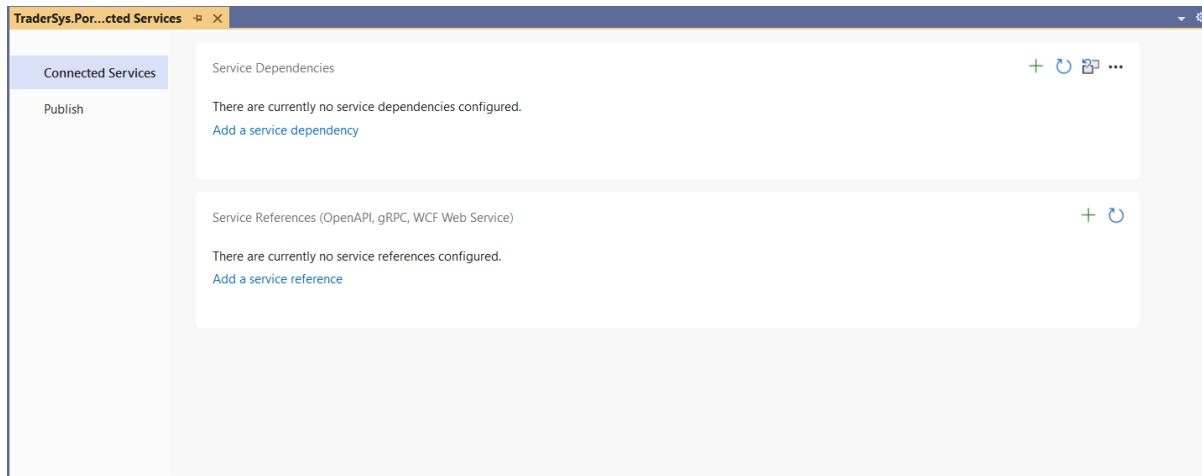 TraderSys.Por...cted Services
Connected Services
Publish
Service Dependencies
There are currently no service dependencies configured.
Add a service dependency
Service References (OpenAPI, gRPC, WCF Web Service)
There are currently no service references configured.
Add a service reference